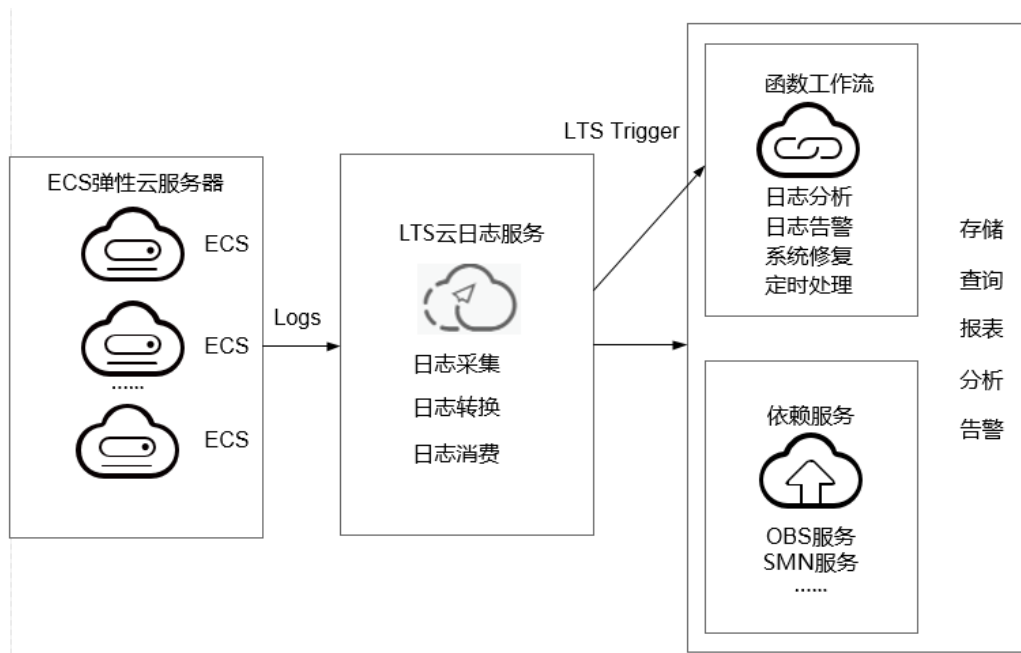 ECS弹性云服务器
ECS
ECS
......
ECS
Logs
LTS云日志服务
日志采集
日志转换
日志消费
LTS Trigger
函数工作流
日志分析
日志告警
系统修复
定时处理
依赖服务
OBS服务
SMN服务
......
存储
查询
报表
分析
告警